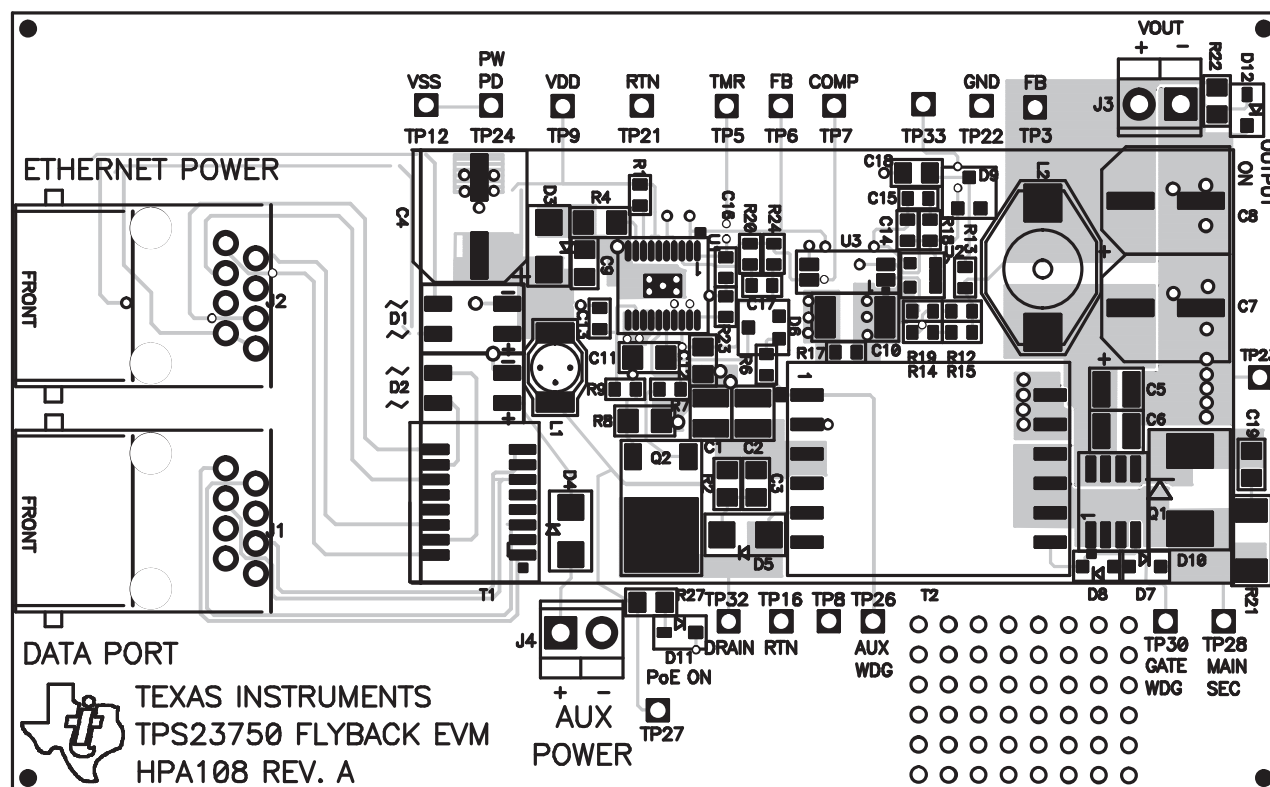 VOUT
+ -
PW
VSS PD VDD RTN TMR FB COMP GND FB
J3 R22 D12
TP12 TP24 TP9 TP21 TP5 TP6 TP7 TP33 TP22 TP3
OUTPUT
ON
ETHERNET POWER
C4
D3
R4
C16
R20
R24
C18
C15
C14
R18
D9
R13
L2
C8
U3
C9
C17
FRONT
J2
~
D1
~
D2
~
C7
R23
D6
R6
R17
C10
R19 R12
R14 R15
TP23
C11
R9
R7
R8
L1
C1 C2
C5
C6
C19
Q2
D4
R2
C3
D5
1
1
Q1
D10
FRONT
J1
T1
T2
D8 D7
R21
R27
TP32 TP16 TP8 TP26
J4
D11
DRAIN RTN
AUX
WDG
TP30 TP28
GATE MAIN
WDG SEC
PoE ON
DATA PORT
+ -
AUX
POWER
TP27
TEXAS INSTRUMENTS
TPS23750 FLYBACK EVM
HPA108 REV. A